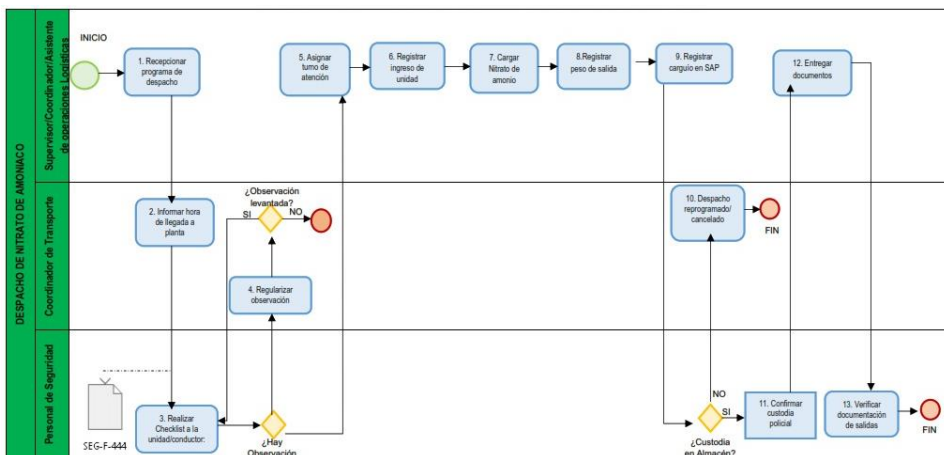 DESPACHO DE NITRATO DE AMONIACO
Supervisor/Coordinador/Asistente
de operaciones Logísticas
INICIO
1. Recepcionar
programa de
despacho
5. Asignar
turno de
atención
6. Registrar
ingreso de
unidad
7. Cargar
Nitrato de
amonio
8.Registrar
peso de salida
9. Registrar
carguío en SAP
12. Entregar
documentos
Coordinador de Transporte
2. Informar hora
de llegada a
planta
¿Observación
levantada?
SI
NO
4. Regularizar
observación
10. Despacho
reprogramado/
cancelado
FIN
Personal de Seguridad
SEG-F-444
3. Realizar
Checklist a la
unidad/conductor:
¿Hay
Observación
NO
SI
¿Custodia
en Almacén?
11. Confirmar
custodia
policial
13. Verificar
documentación
de salidas
FIN